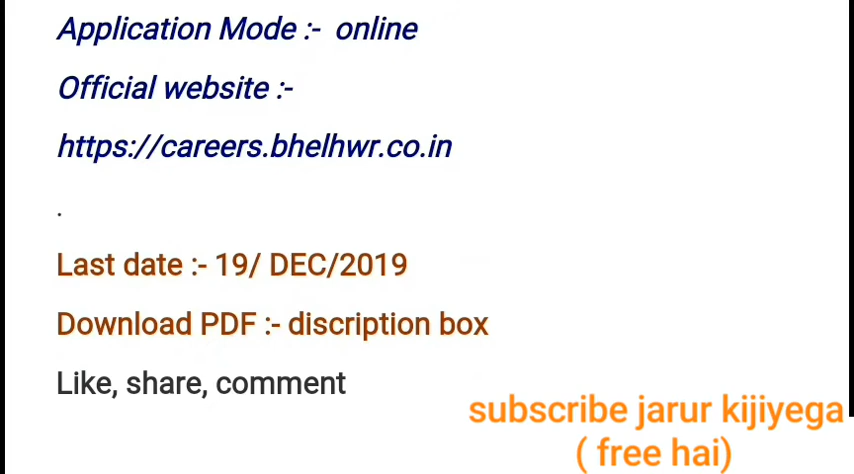 Application Mode :- online
Official website :-
https://careers.bhelhwr.co.in
.
Last date :- 19/ DEC/2019
Download PDF :- discription box
Like, share, comment
subscribe jarur kijiyega
( free hai)